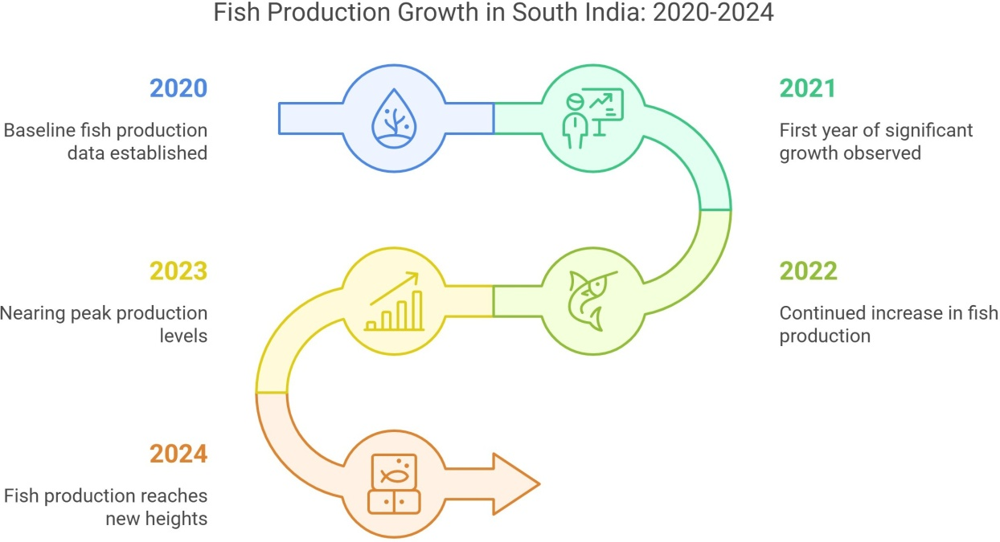 Fish Production Growth in South India: 2020-2024
2020
Baseline fish production
data established
2021
First year of significant
growth observed
2022
Continued increase in fish
production
2023
Nearing peak production
levels
2024
Fish production reaches
new heights